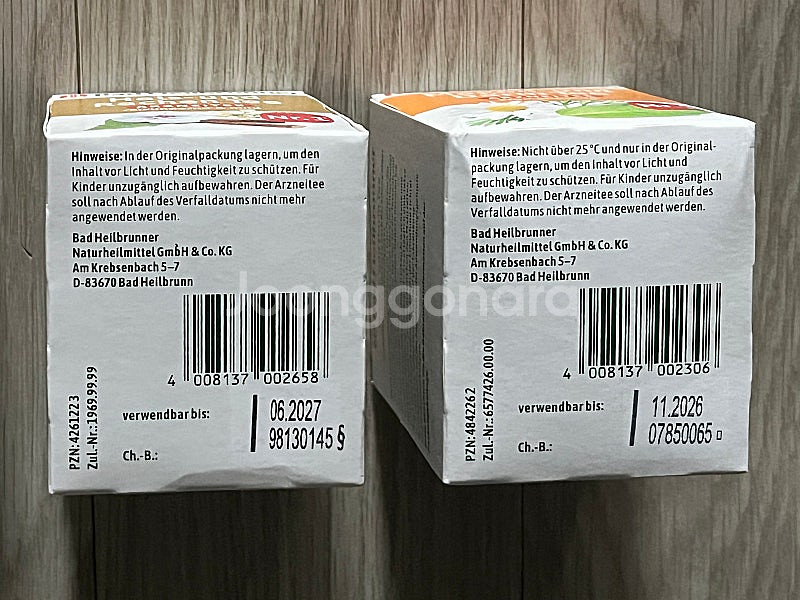 Nr. 1
Hinweise: In der Originalpackung lagern, um den
Inhalt vor Licht und Feuchtigkeit zu schützen. Für
Kinder unzugänglich aufbewahren. Der Arzneitee
soll nach Ablauf des Verfalldatums nicht mehr
angewendet werden.
Bad Heilbrunner
Naturheilmittel GmbH & Co. KG
Am Krebsenbach 5–7
D-83670 Bad Heilbrunn
4 008137 002658
PZN: 4261223
Zul.-Nr.: 1969.99.99
verwendbar bis:
06.2027
98130145 §
Ch.-B.:
Hinweise: Nicht über 25 °C und nur in der Original-
packung lagern, um den Inhalt vor Licht und
Feuchtigkeit zu schützen. Für Kinder unzugänglich
aufbewahren. Der Arzneitee soll nach Ablauf des
Verfalldatums nicht mehr angewendet werden.
Bad Heilbrunner
Naturheilmittel GmbH & Co. KG
Am Krebsenbach 5–7
D-83670 Bad Heilbrunn
4 008137 002306
PZN: 4842262
Zul.-Nr.: 6577426.00.00
verwendbar bis:
11.2026
07850065
Ch.-B.:
Joonggonara